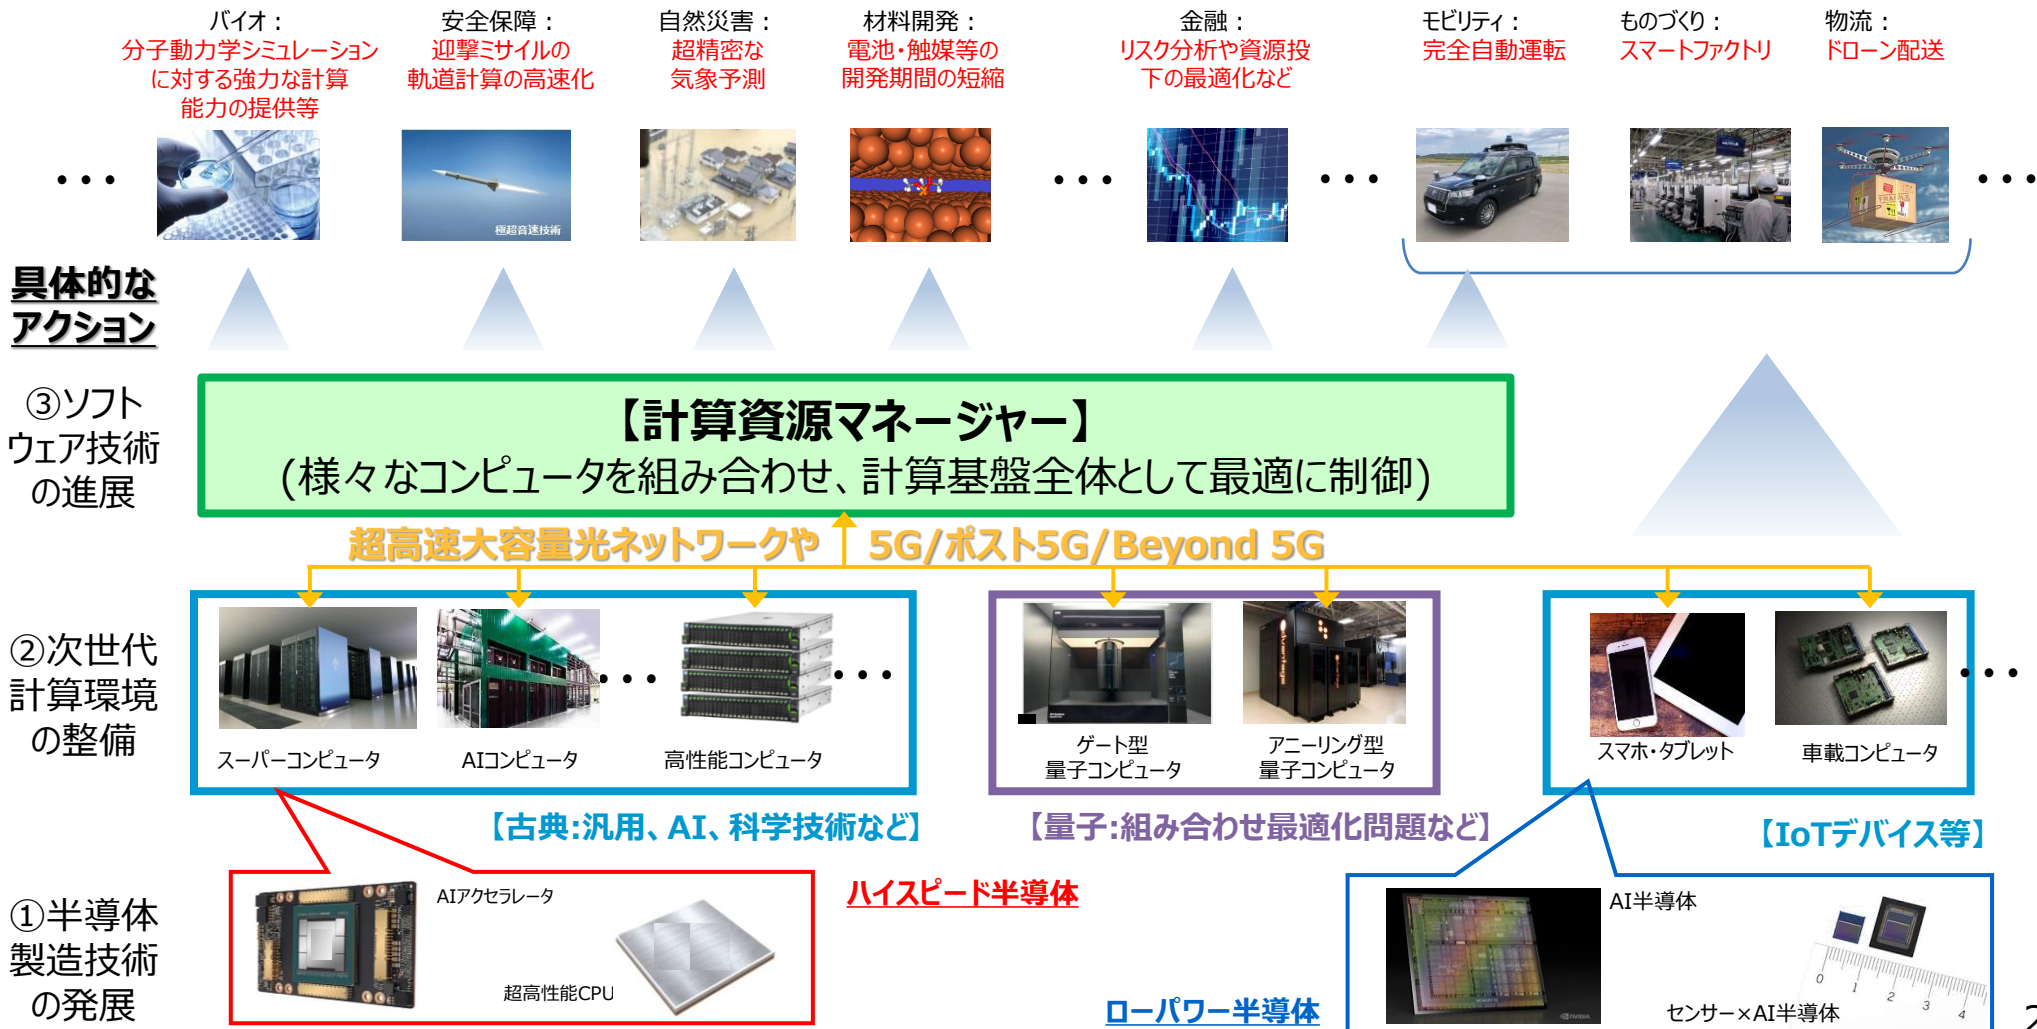 バイオ：
分子動力学シミュレーション
に対する強力な計算
能力の提供等
安全保障：
迎撃ミサイルの
軌道計算の高速化
自然災害：
超精密な
気象予測
材料開発：
電池・触媒等の
開発期間の短縮
金融：
リスク分析や資源投
下の最適化など
モビリティ：
完全自動運転
ものづくり：
スマートファクトリ
物流：
ドローン配送
・・・
極超音速技術
・・・
・・・
FRAGILE
・・・
具体的な
アクション
③ソフト
ウェア技術
の進展
【計算資源マネージャー】
(様々なコンピュータを組み合わせ、計算基盤全体として最適に制御)
超高速大容量光ネットワークや 5G/ポスト5G/Beyond 5G
②次世代
計算環境
の整備
・・・
・・・
・・・
スーパーコンピュータ
AIコンピュータ
高性能コンピュータ
ゲート型
量子コンピュータ
アニーリング型
量子コンピュータ
スマホ・タブレット
車載コンピュータ
【古典:汎用、AI、科学技術など】
【量子:組み合わせ最適化問題など】
【IoTデバイス等】
①半導体
製造技術
の発展
AIアクセラレータ
超高性能CPU
ハイスピード半導体
ローパワー半導体
AI半導体
NVIDIA
0 1 2 3 4
センサー×AI半導体